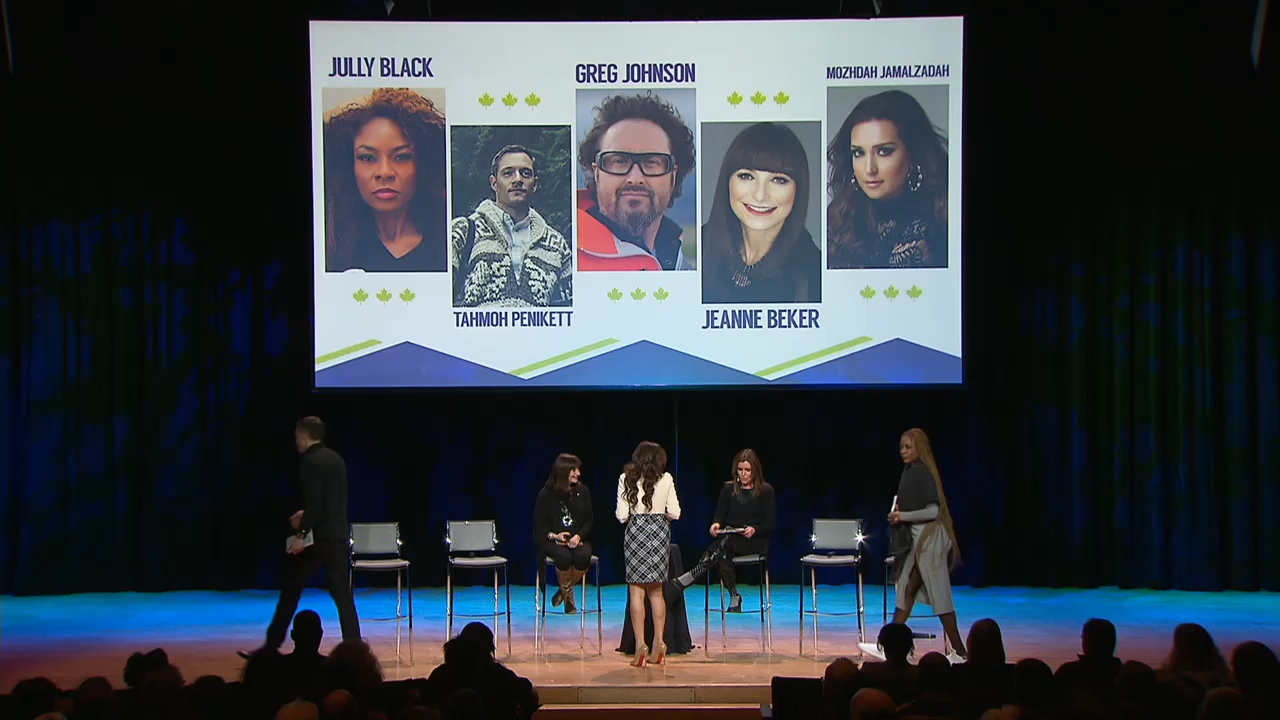 JULLY BLACK
TAHMOH PENIKETT
GREG JOHNSON
JEANNE BEKER
MOZHDAH JAMALZADAH